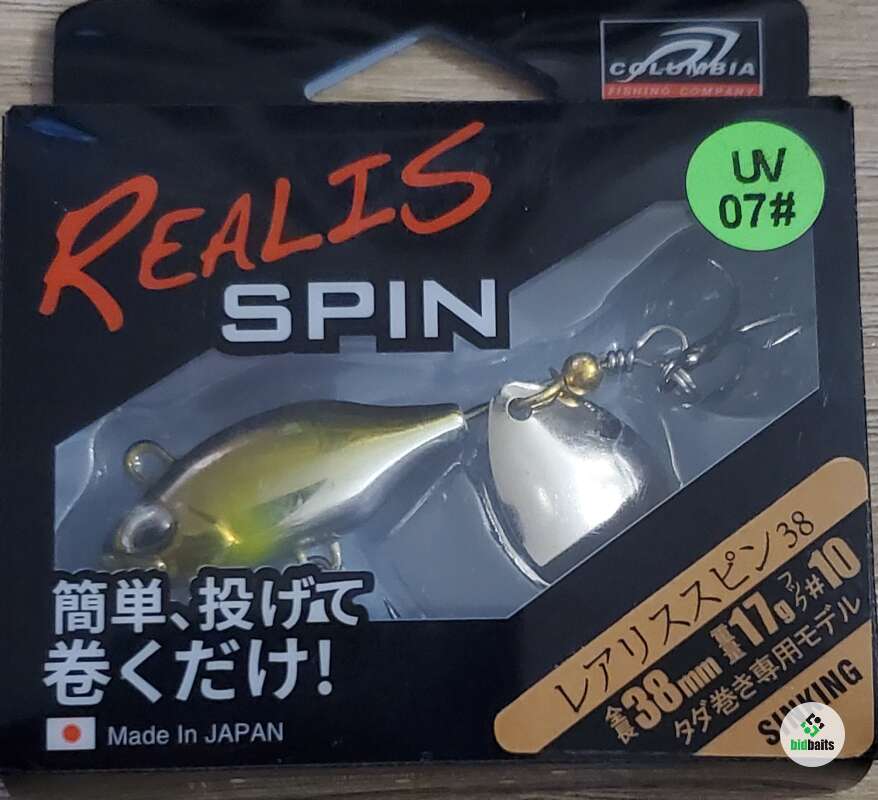 COLUMBIA
FISHING COMPANY
UV
07#
REALIS
SPIN
簡単、投げて
巻くだけ!
Made In JAPAN
レアリススピン 38
全長38mm 重量17g フック#10
タダ巻き専用モデル
SINKING
bidbaits